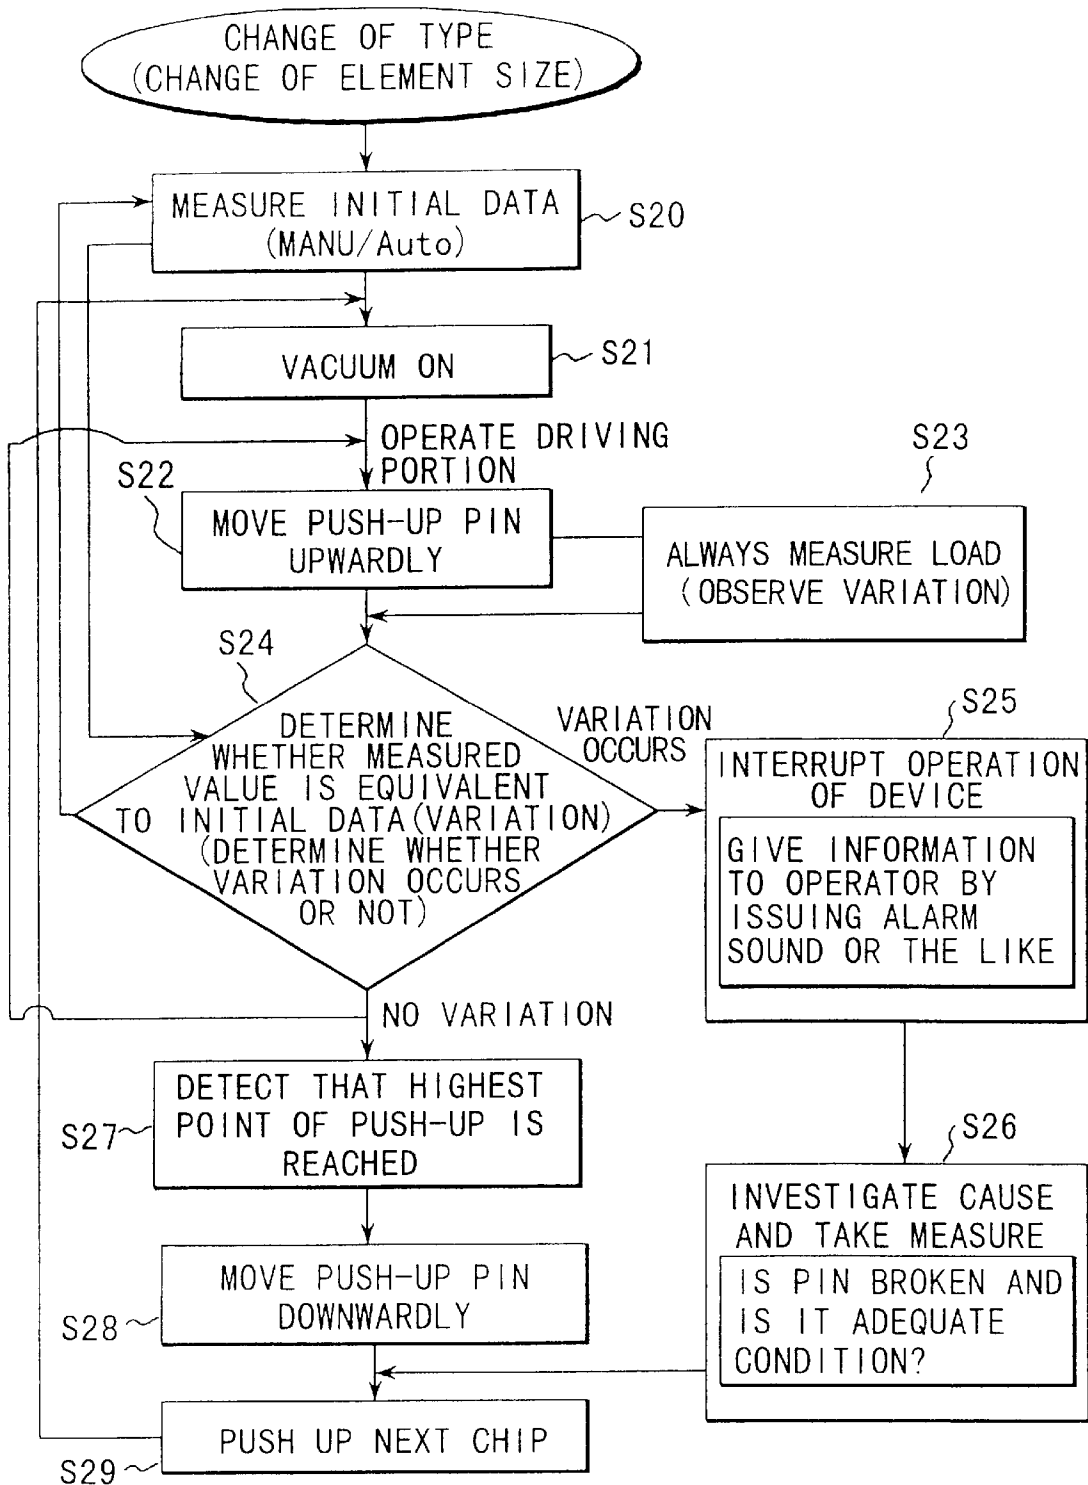 CHANGE OF TYPE
(CHANGE OF ELEMENT SIZE)
MEASURE INITIAL DATA
(MANU/Auto)
S20
VACUUM ON
S21
OPERATE DRIVING
PORTION
S22
MOVE PUSH-UP PIN
UPWARDLY
S23
ALWAYS MEASURE LOAD
(OBSERVE VARIATION)
S24
DETERMINE
WHETHER MEASURED
VALUE IS EQUIVALENT
TO INITIAL DATA(VARIATION)
(DETERMINE WHETHER
VARIATION OCCURS
OR NOT)
VARIATION
OCCURS
S25
INTERRUPT OPERATION
OF DEVICE
GIVE INFORMATION
TO OPERATOR BY
ISSUING ALARM
SOUND OR THE LIKE
NO VARIATION
S27
DETECT THAT HIGHEST
POINT OF PUSH-UP IS
REACHED
S26
INVESTIGATE CAUSE
AND TAKE MEASURE
IS PIN BROKEN AND
IS IT ADEQUATE
CONDITION?
S28
MOVE PUSH-UP PIN
DOWNWARDLY
PUSH UP NEXT CHIP
S29